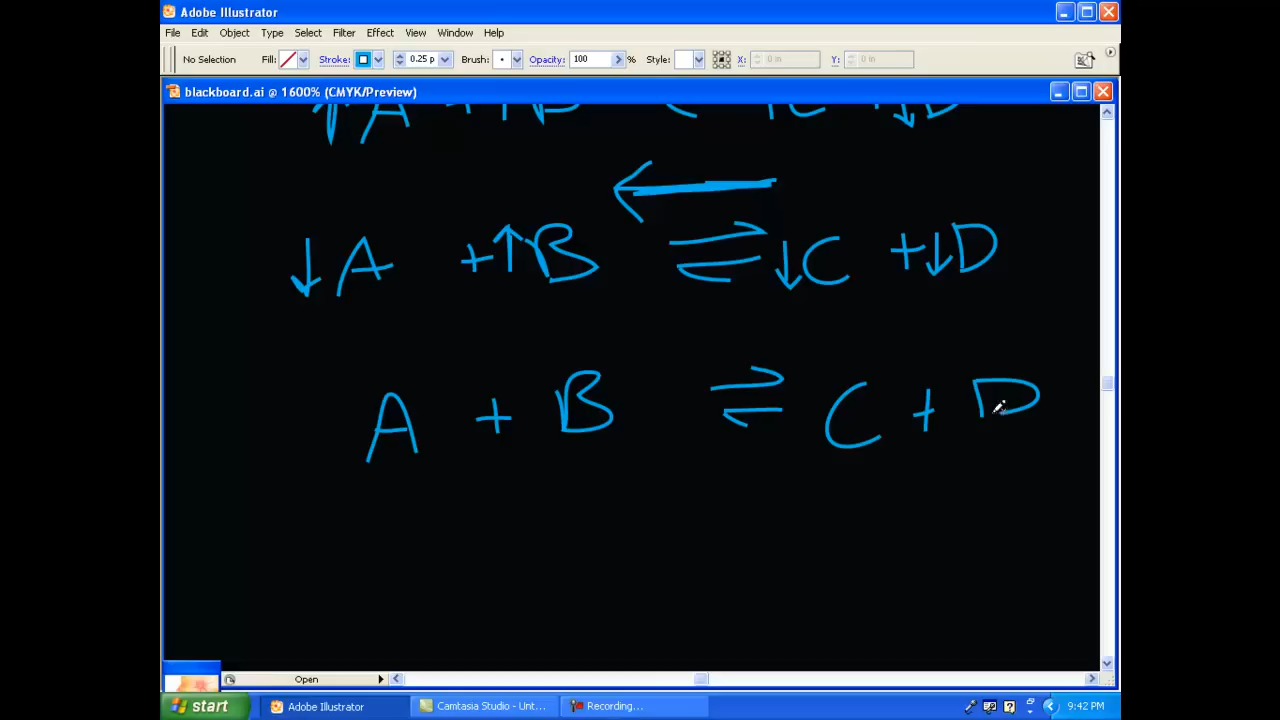 Adobe Illustrator
File Edit Object Type Select Filter Effect View Window Help
No Selection Fill: Stroke: 0.25 p Brush: Opacity: 100 % Style: X: 0 m Y: 0 m
blackboard.ai @ 1600% (CMYK/Preview)
↑A + ↑B ⇌ ↑C + ↓D
←
↓A + ↑B ⇌ ↓C + ↓D
A + B ⇌ C + D
Open
start Adobe Illustrator Camtasia Studio - Unt... Recording... 9:42 PM